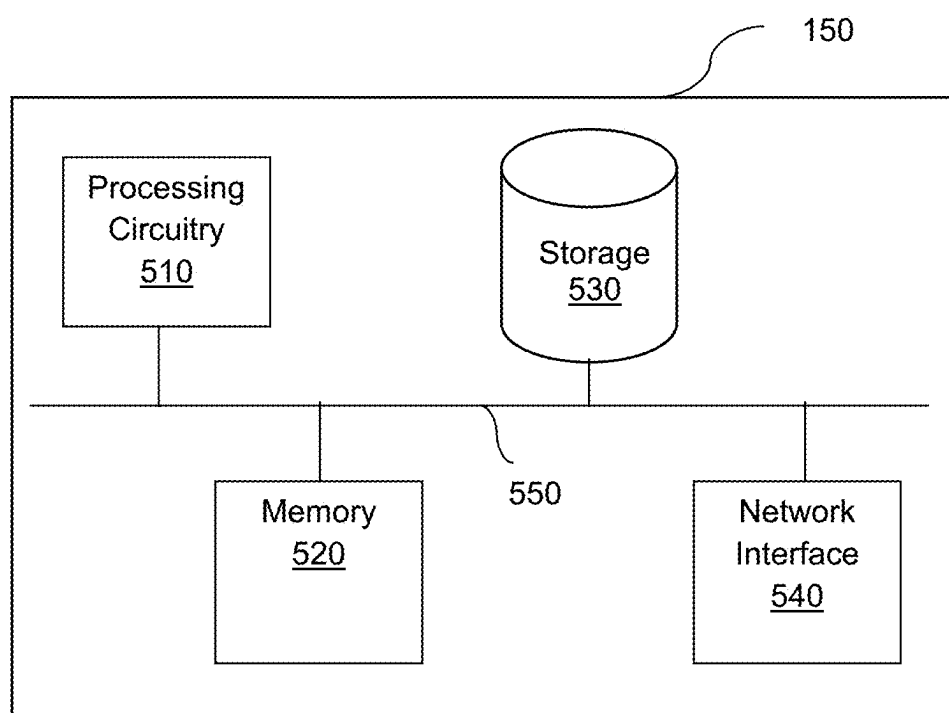 150
Processing
Circuitry
510
Storage
530
550
Memory
520
Network
Interface
540